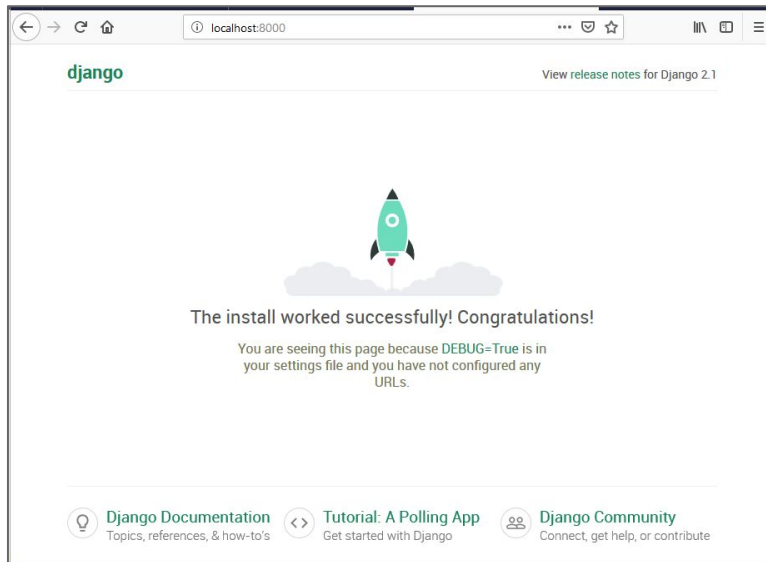 localhost:8000
django
View release notes for Django 2.1
The install worked successfully! Congratulations!
You are seeing this page because DEBUG=True is in
your settings file and you have not configured any
URLs.
Django Documentation
Topics, references, & how-to's
Tutorial: A Polling App
Get started with Django
Django Community
Connect, get help, or contribute